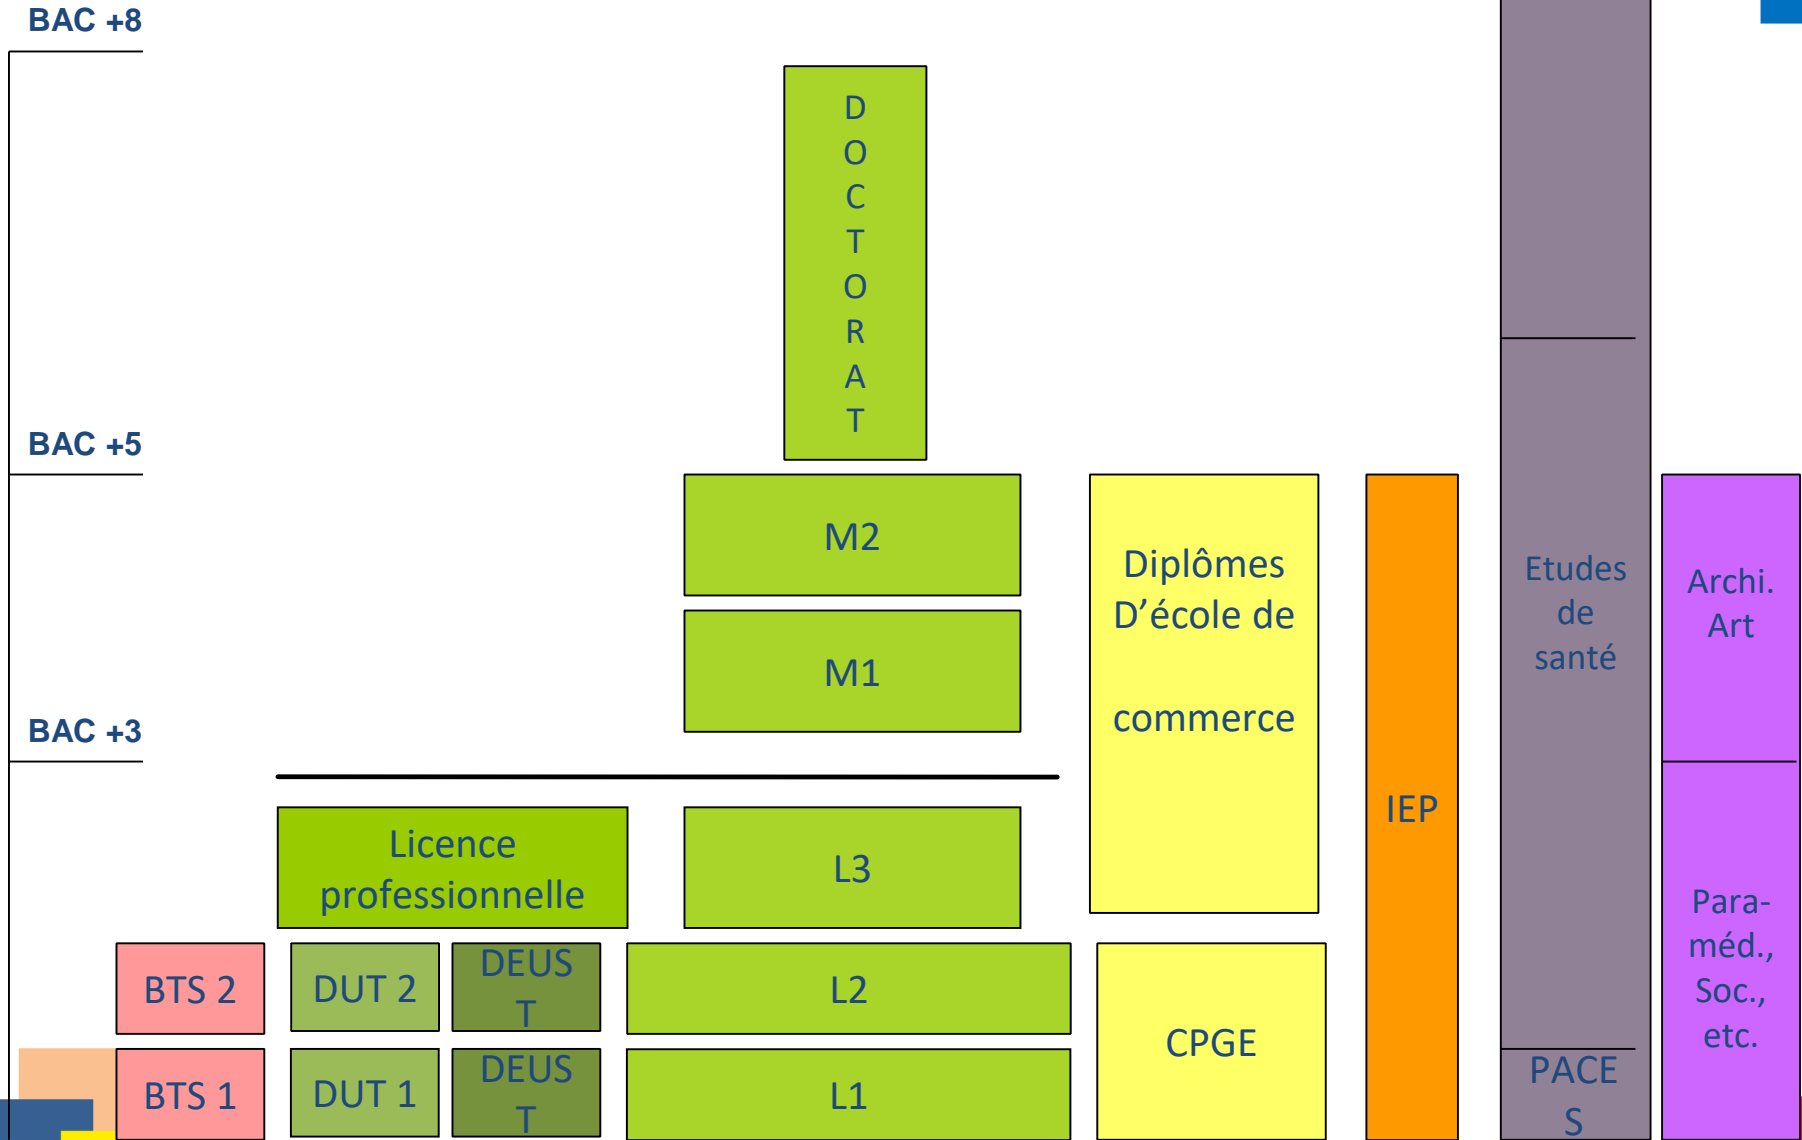 BAC +8
D
O
C
T
O
R
A
T
BAC +5
M2
M1
Diplômes
D’école de
commerce
Etudes
de
santé
Archi.
Art
BAC +3
IEP
Licence
professionnelle
L3
Para-
méd.,
Soc.,
etc.
BTS 2
DUT 2
DEUS
T
L2
CPGE
BTS 1
DUT 1
DEUS
T
L1
PACE
S